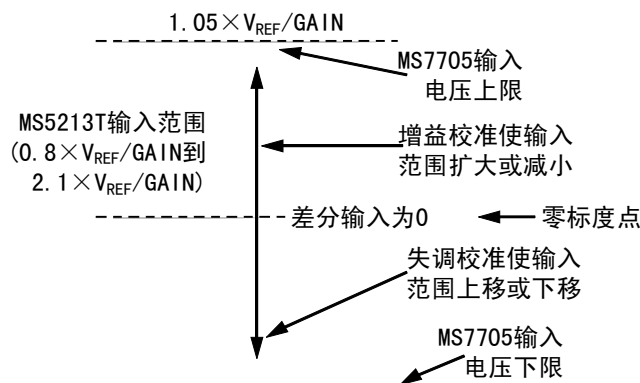 1.05×VREF/GAIN
MS7705输入
电压上限
MS5213T输入范围
(0.8×VREF/GAIN到
2.1×VREF/GAIN)
增益校准使输入
范围扩大或减小
差分输入为0
零标度点
失调校准使输入
范围上移或下移
MS7705输入
电压下限